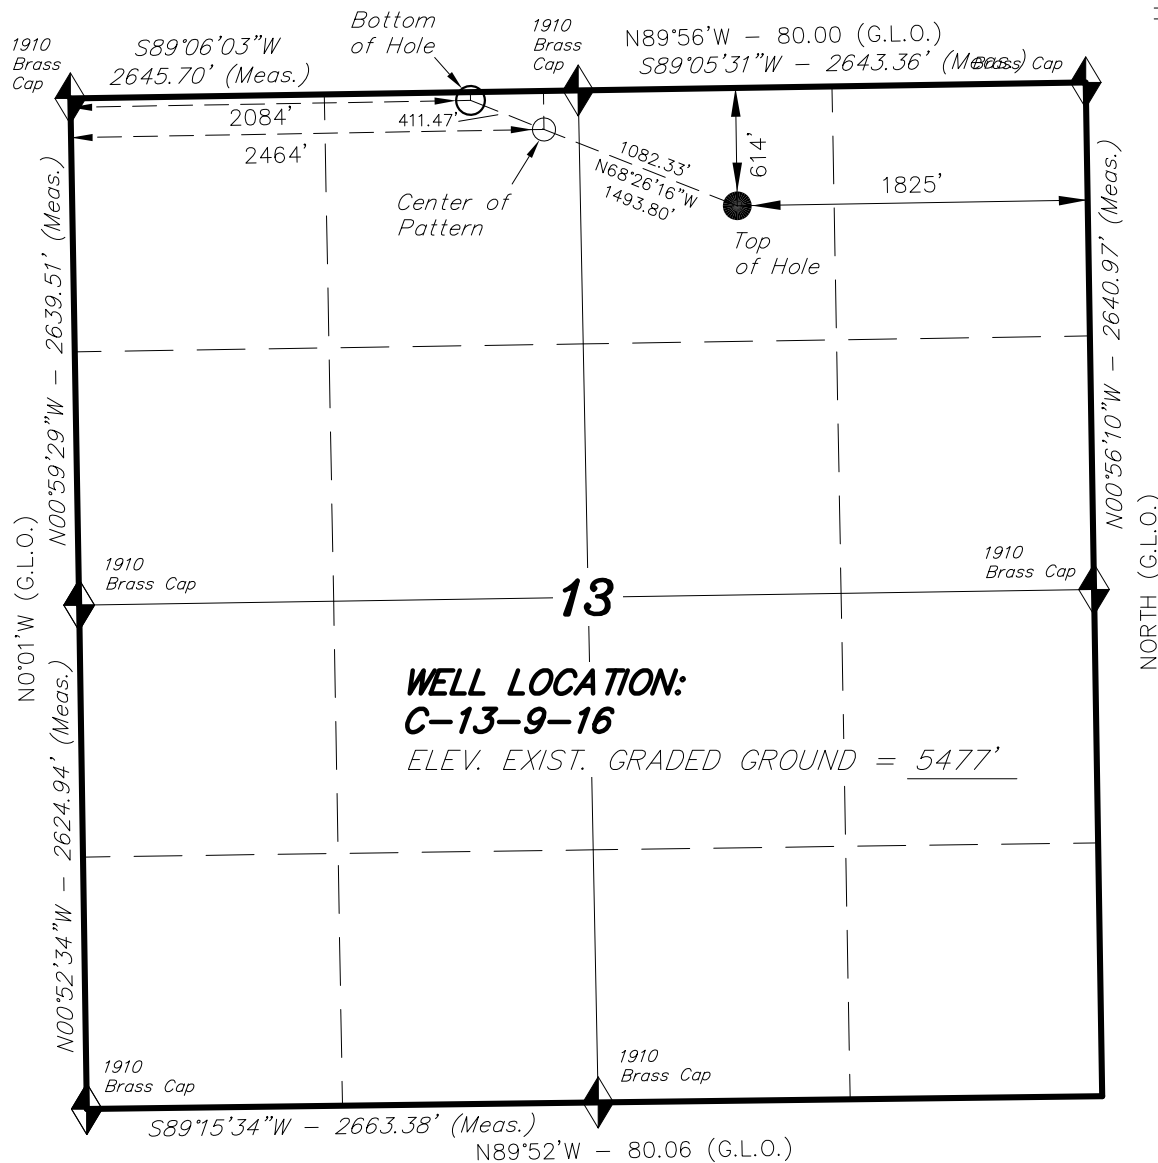 Bottom
of Hole
1910
Brass
Cap
S89°06'03"W
2645.70' (Meas.)
1910
Brass
Cap
N89°56'W – 80.00 (G.L.O.)
S89°05'31"W – 2643.36' (Meas.)
Brass Cap
2084'
411.47'
2464'
1082.33'
N68°26'16"W
1493.80'
614'
1825'
Center of
Pattern
Top
of Hole
N00°59'29"W – 2639.51' (Meas.)
N00°56'10"W – 2640.97' (Meas.)
N0°01'W (G.L.O.)
NORTH (G.L.O.)
1910
Brass Cap
1910
Brass Cap
13
WELL LOCATION:
C–13–9–16
ELEV. EXIST. GRADED GROUND = 5477'
N00°52'34"W – 2624.94' (Meas.)
1910
Brass Cap
1910
Brass Cap
S89°15'34"W – 2663.38' (Meas.)
N89°52'W – 80.06 (G.L.O.)